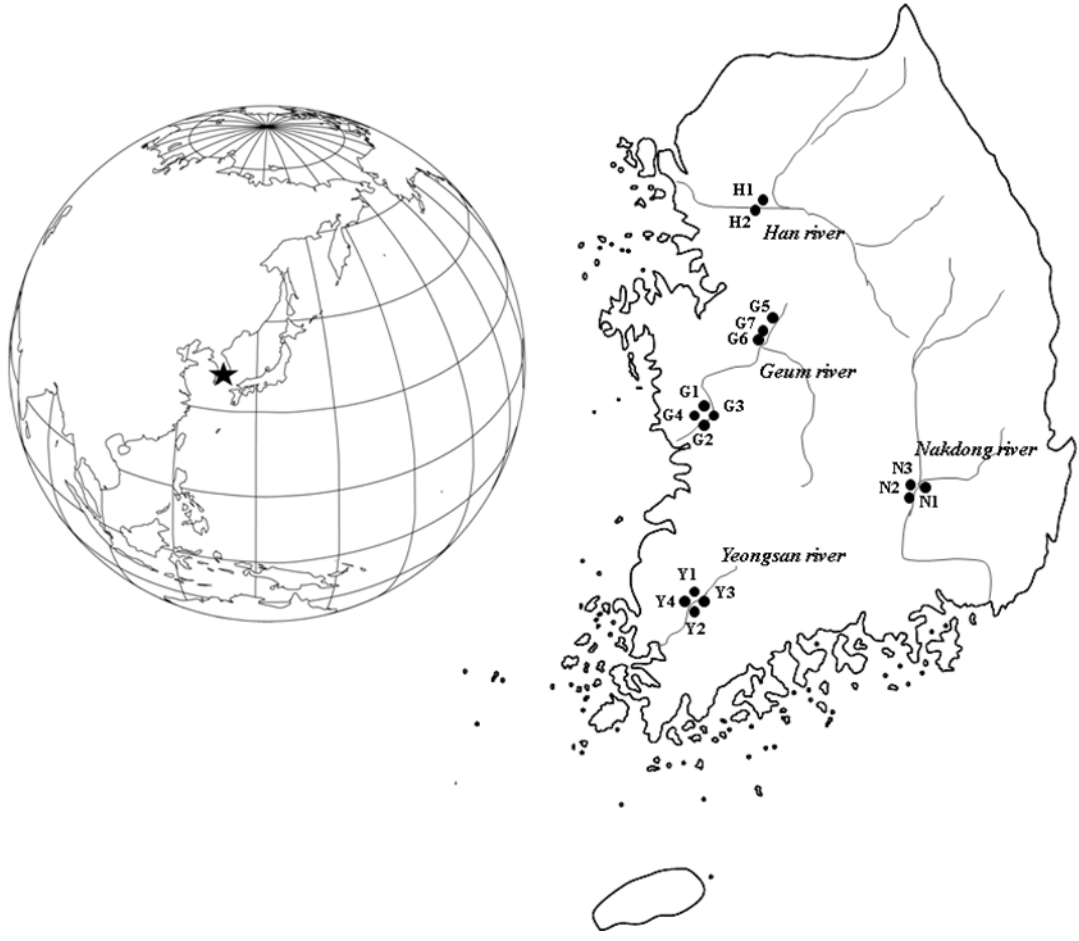 H1
H2
Han river
G5
G7
G6
Geum river
G1
G4
G3
G2
Nakdong river
N3
N2
N1
Yeongsan river
Y1
Y4
Y3
Y2